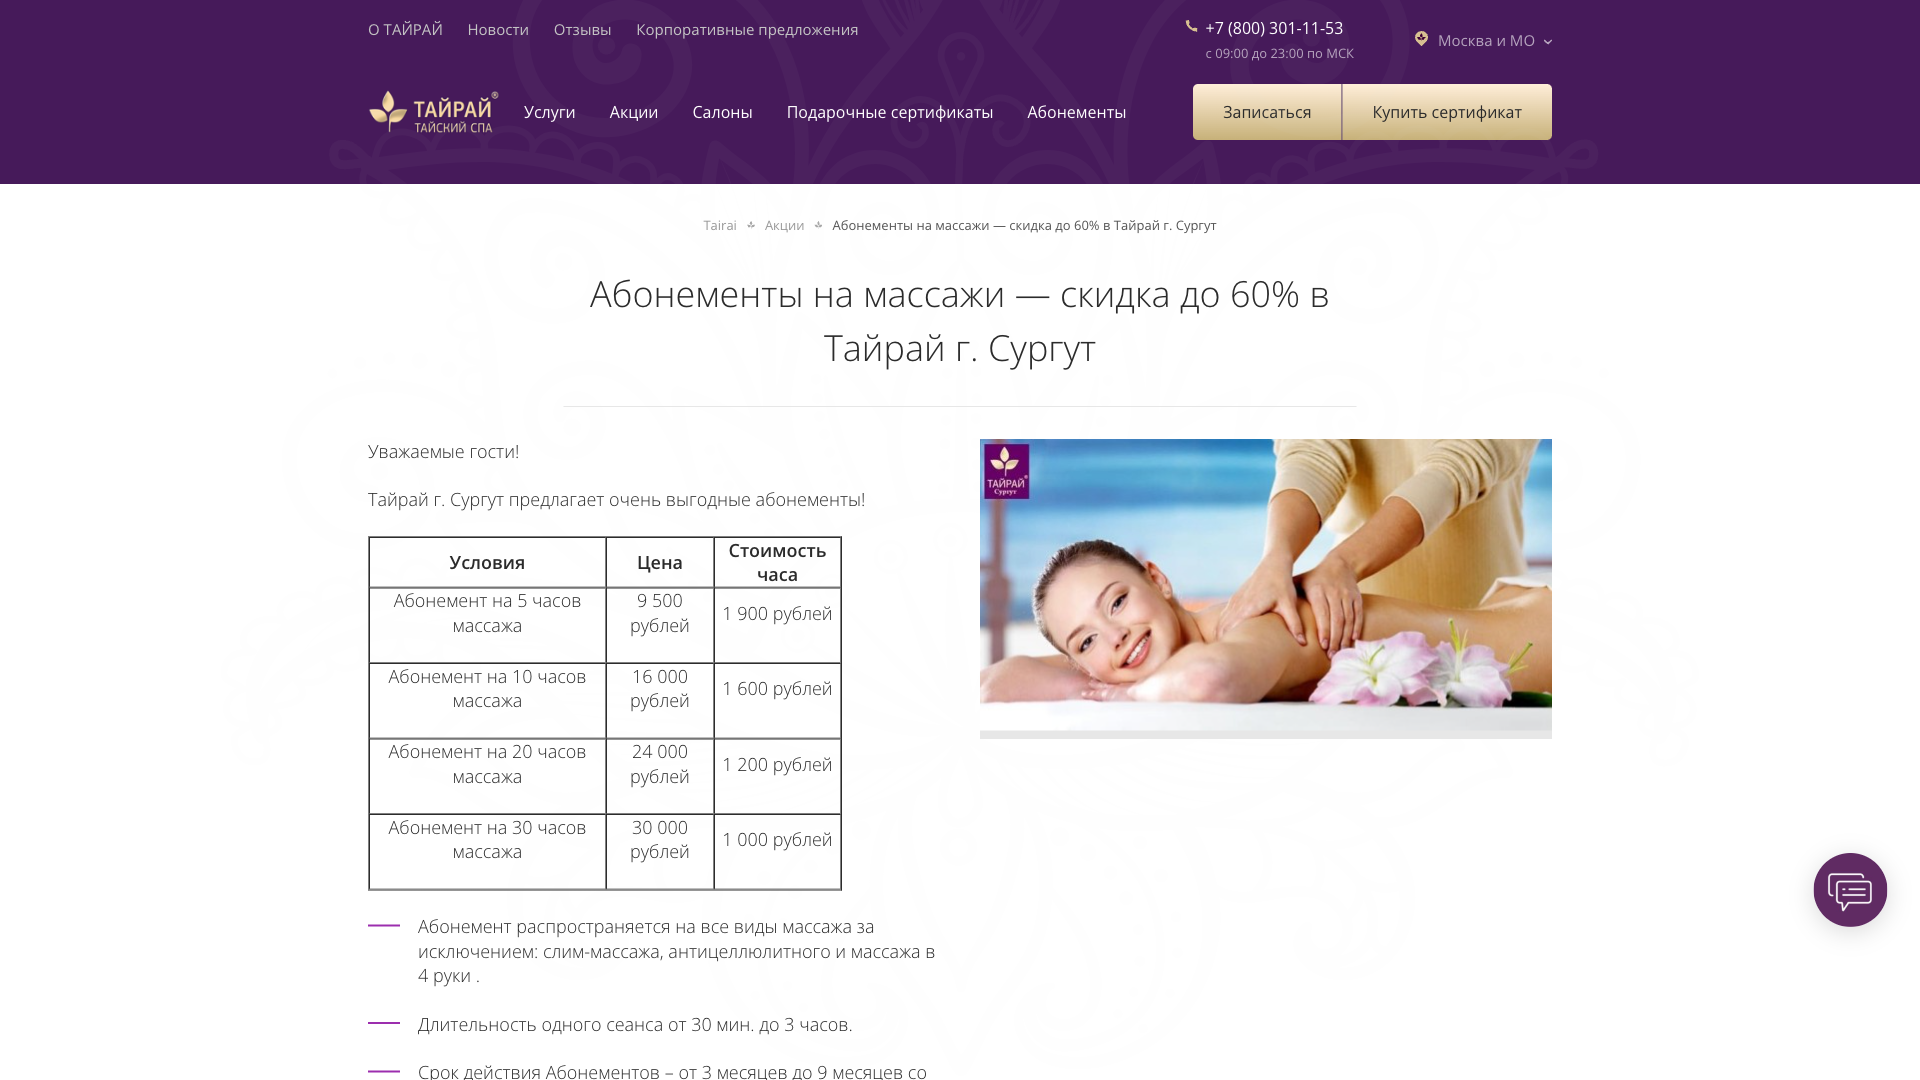 О ТАЙРАЙ Новости Отзывы Корпоративные предложения
+7 (800) 301-11-53
с 09:00 до 23:00 по МСК
Москва и МО
ТАЙРАЙ®
ТАЙСКИЙ СПА
Услуги Акции Салоны Подарочные сертификаты Абонементы
Записаться Купить сертификат
Tairai Акции Абонементы на массажи — скидка до 60% в Тайрай г. Сургут
Абонементы на массажи — скидка до 60% в
Тайрай г. Сургут
Уважаемые гости!
Тайрай г. Сургут предлагает очень выгодные абонементы!
Условия Цена Стоимость
часа
Абонемент на 5 часов 9 500 1 900 рублей
массажа рублей
Абонемент на 10 часов 16 000 1 600 рублей
массажа рублей
Абонемент на 20 часов 24 000 1 200 рублей
массажа рублей
Абонемент на 30 часов 30 000 1 000 рублей
массажа рублей
ТАЙРАЙ
Сургут
Абонемент распространяется на все виды массажа за
исключением: слим-массажа, антицеллюлитного и массажа в
4 руки .
Длительность одного сеанса от 30 мин. до 3 часов.
Срок действия Абонементов – от 3 месяцев до 9 месяцев со